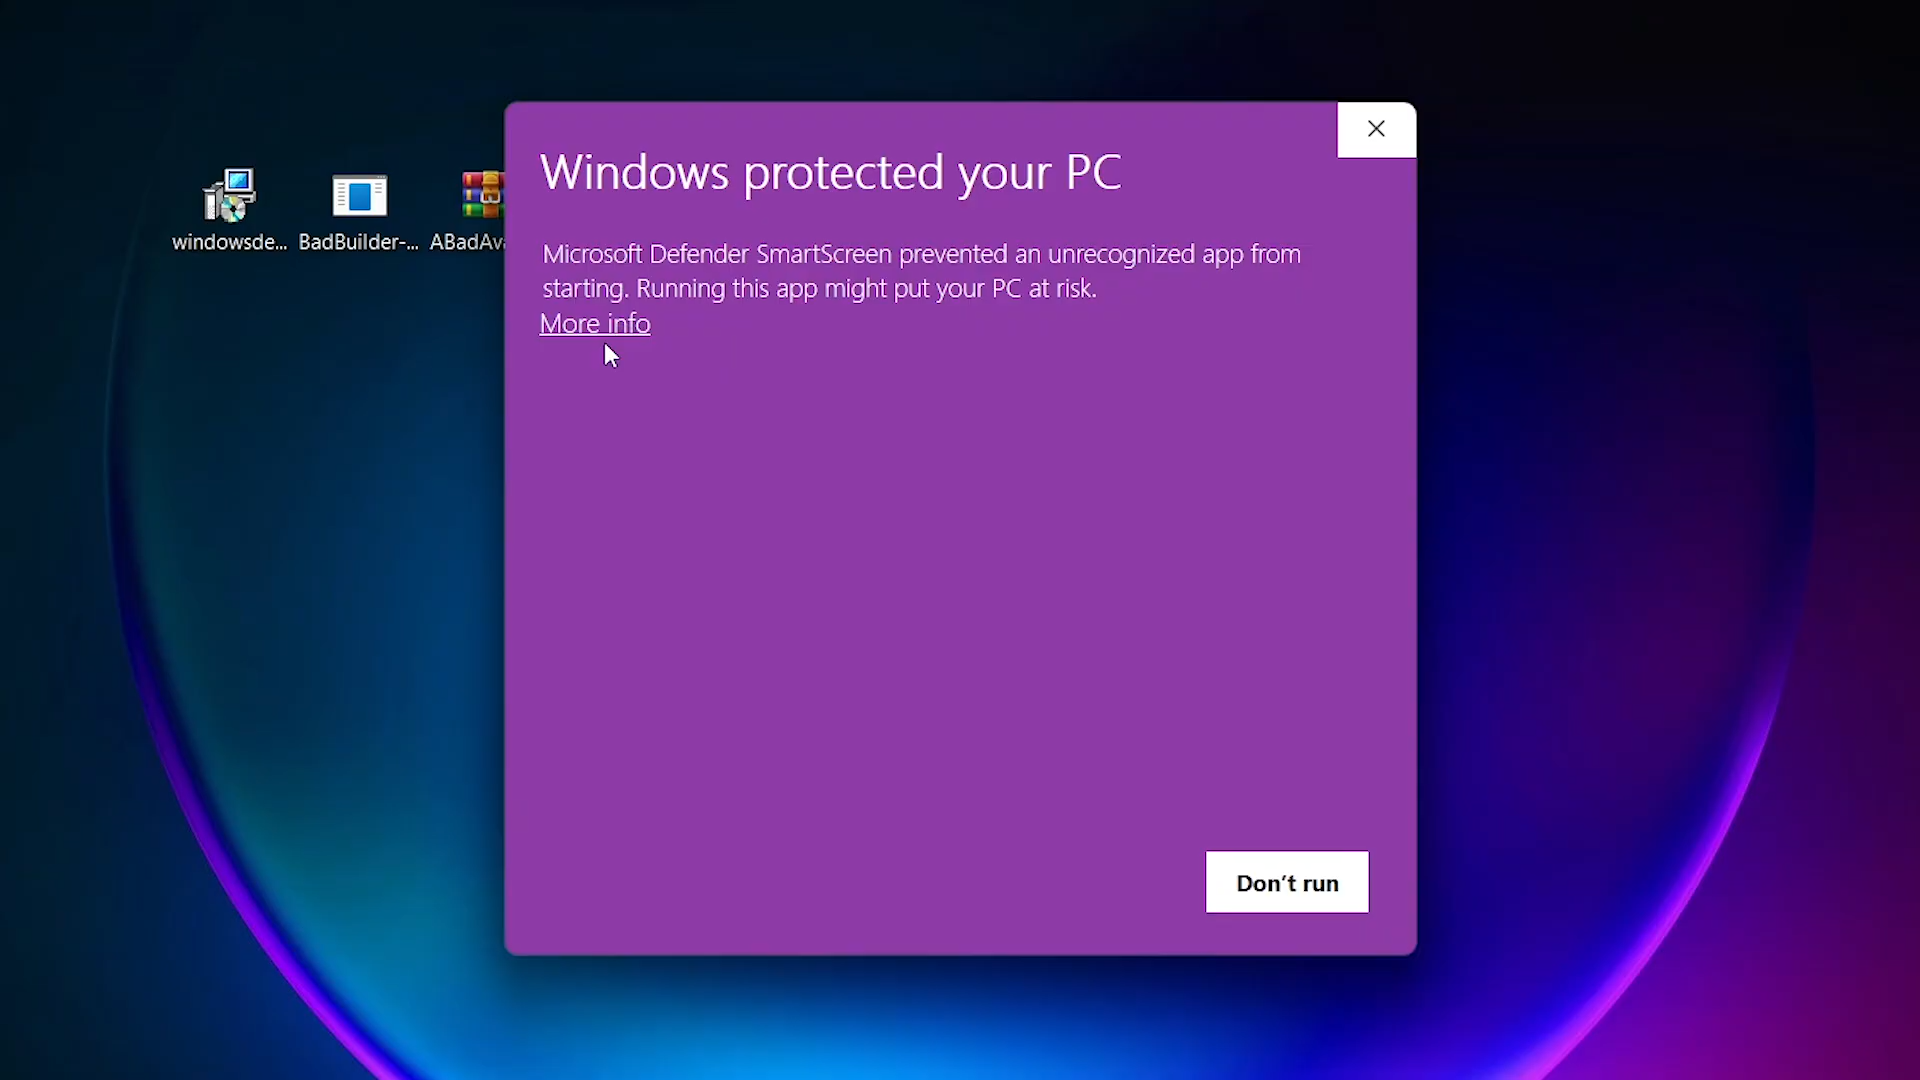 Windows protected your PC
Microsoft Defender SmartScreen prevented an unrecognized app from
starting. Running this app might put your PC at risk.
More info
windowsde...
BadBuilder-...
ABadAv
Don't run